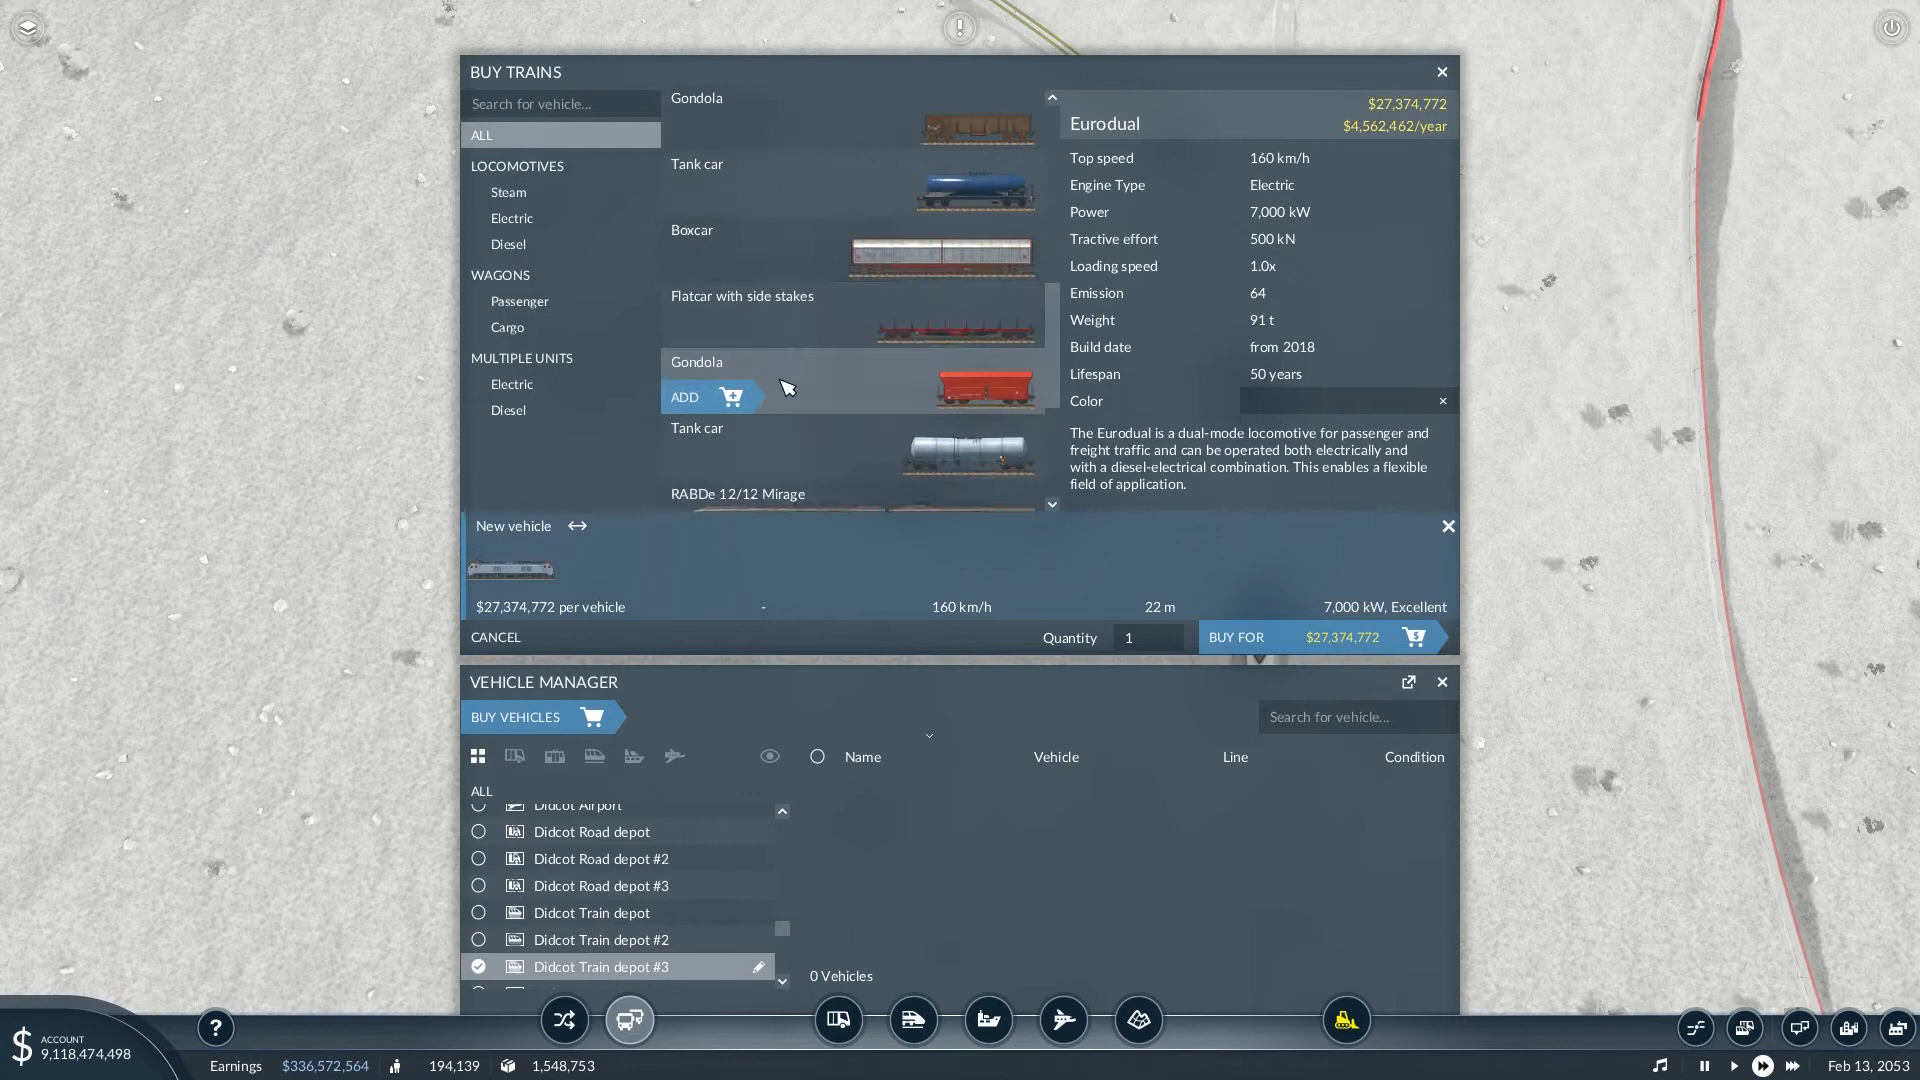 BUY TRAINS
Search for vehicle...
ALL
LOCOMOTIVES
Steam
Electric
Diesel
WAGONS
Passenger
Cargo
MULTIPLE UNITS
Electric
Diesel
Gondola
Tank car
Boxcar
Flatcar with side stakes
Gondola
ADD
Tank car
RABDe 12/12 Mirage
$27,374,772
Eurodual
$4,562,462/year
Top speed 160 km/h
Engine Type Electric
Power 7,000 kW
Tractive effort 500 kN
Loading speed 1.0x
Emission 64
Weight 91 t
Build date from 2018
Lifespan 50 years
Color
The Eurodual is a dual-mode locomotive for passenger and
freight traffic and can be operated both electrically and
with a diesel-electrical combination. This enables a flexible
field of application.
New vehicle
$27,374,772 per vehicle - 160 km/h 22 m 7,000 kW, Excellent
CANCEL Quantity 1 BUY FOR $27,374,772
VEHICLE MANAGER
BUY VEHICLES Search for vehicle...
Name Vehicle Line Condition
ALL
Didcot Airport
Didcot Road depot
Didcot Road depot #2
Didcot Road depot #3
Didcot Train depot
Didcot Train depot #2
Didcot Train depot #3
0 Vehicles
?
$ ACCOUNT
9,118,474,498
Earnings $336,572,564 194,139 1,548,753
Feb 13, 2053